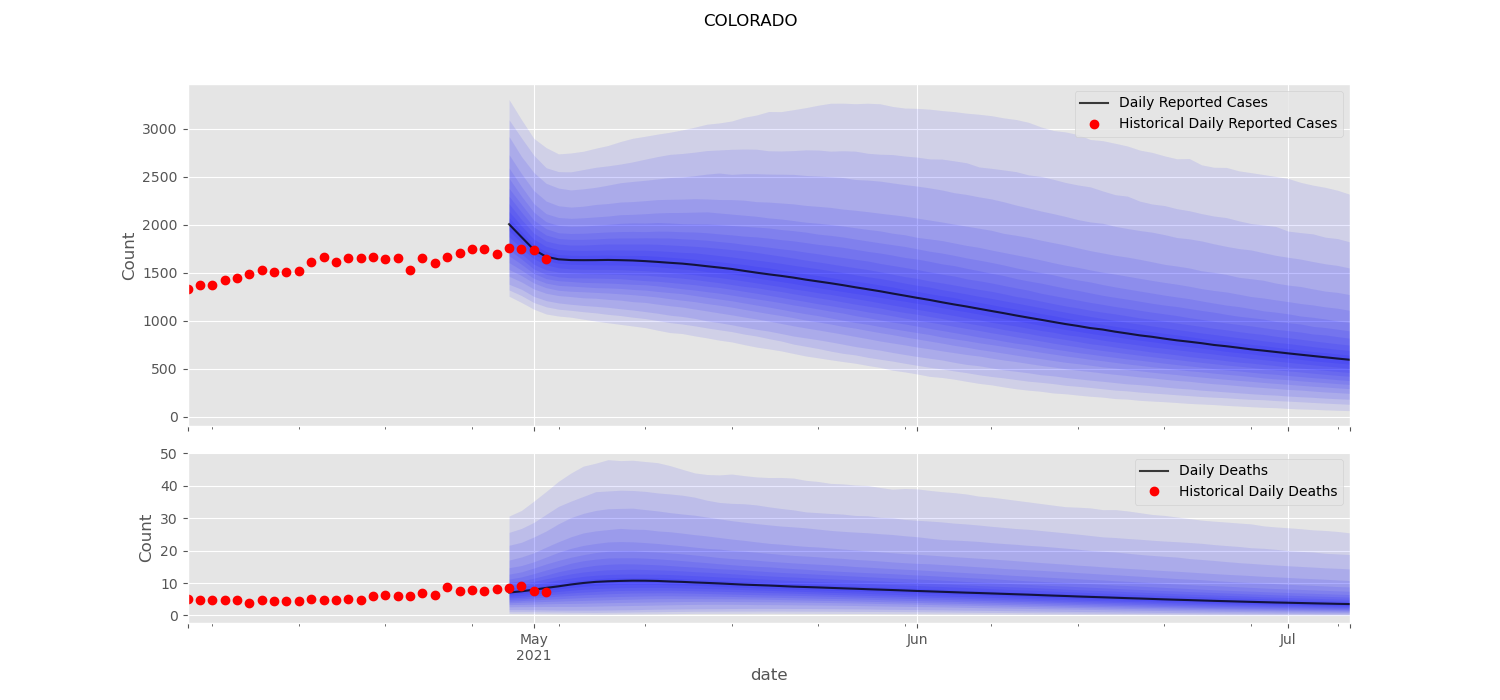 COLORADO
Count
3000
2500
2000
1500
1000
500
0
Daily Reported Cases
Historical Daily Reported Cases
Count
50
40
30
20
10
0
Daily Deaths
Historical Daily Deaths
May
2021
Jun
Jul
date